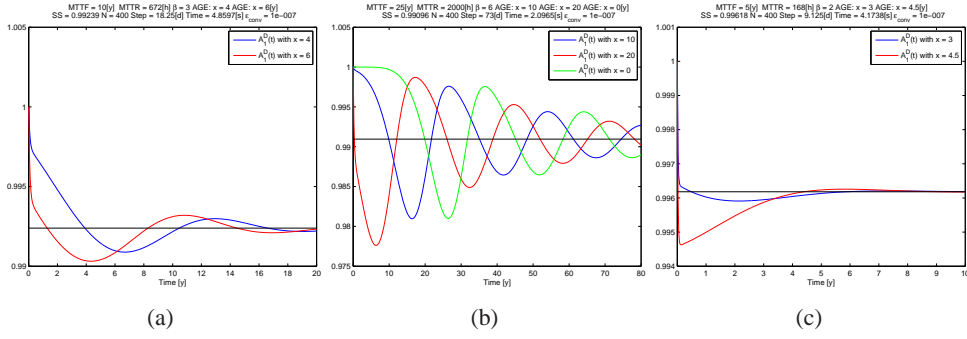 MTTF = 10[y] MTTR = 672[h] β = 3 AGE: x = 4 AGE: x = 6[y]
SS = 0.99239 N = 400 Step = 18.25[d] Time = 4.8597[s] ε_conv = 1e-007
A_1^D(t) with x = 4
A_1^D(t) with x = 6
1
0.995
0.99
0 2 4 6 8 10 12 14 16 18 20
Time [y]
(a)
MTTF = 25[y] MTTR = 2000[h] β = 6 AGE: x = 10 AGE: x = 20 AGE: x = 0[y]
SS = 0.99096 N = 400 Step = 73[d] Time = 2.0965[s] ε_conv = 1e-007
A_1^D(t) with x = 10
A_1^D(t) with x = 20
A_1^D(t) with x = 0
1
0.995
0.99
0.985
0.98
0.975
0 10 20 30 40 50 60 70 80
Time [y]
(b)
MTTF = 5[y] MTTR = 168[h] β = 2 AGE: x = 3 AGE: x = 4.5[y]
SS = 0.99618 N = 400 Step = 9.125[d] Time = 4.1738[s] ε_conv = 1e-007
A_1^D(t) with x = 3
A_1^D(t) with x = 4.5
1
0.999
0.998
0.997
0.996
0.995
0.994
0 1 2 3 4 5 6 7 8 9 10
Time [y]
(c)